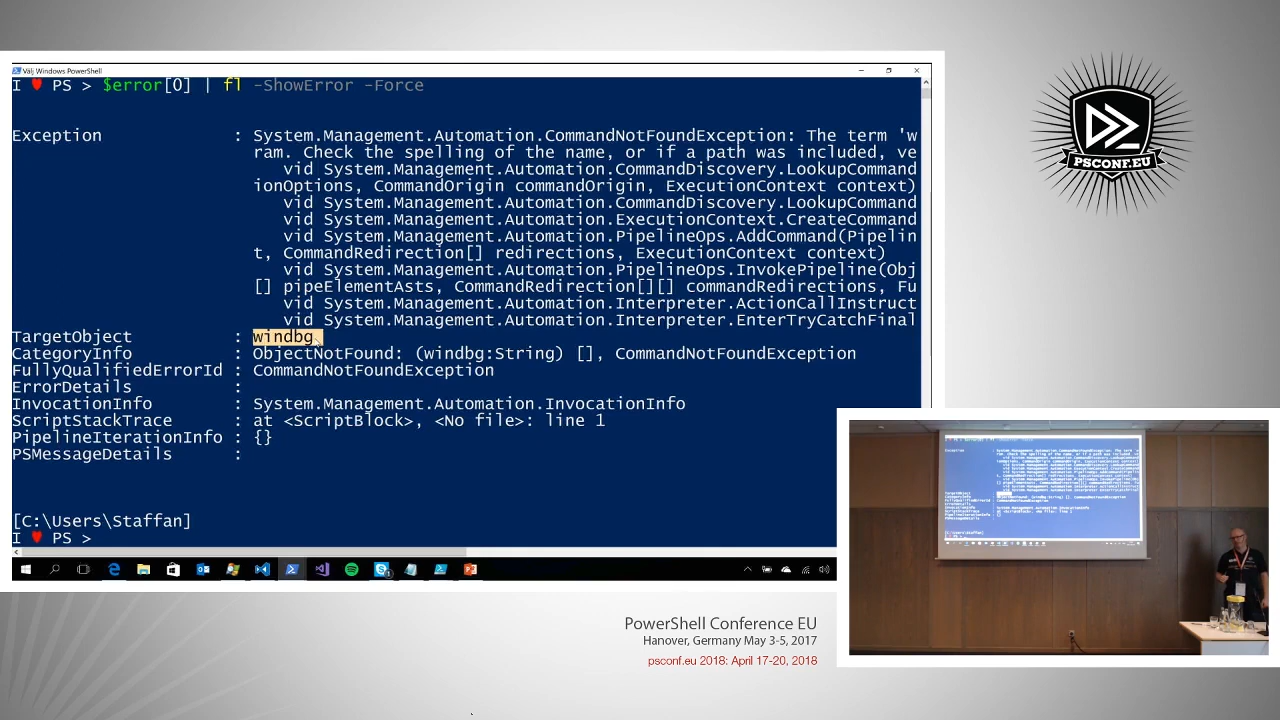 Välj Windows PowerShell
I ♥ PS > $error[0] | fl -ShowError -Force
Exception : System.Management.Automation.CommandNotFoundException: The term 'w
ram. Check the spelling of the name, or if a path was included, ve
vid System.Management.Automation.CommandDiscovery.LookupCommand
ionOptions, CommandOrigin commandOrigin, ExecutionContext context)
vid System.Management.Automation.CommandDiscovery.LookupCommand
vid System.Management.Automation.ExecutionContext.CreateCommand
vid System.Management.Automation.PipelineOps.AddCommand(Pipelin
t, CommandRedirection[] redirections, ExecutionContext context)
vid System.Management.Automation.PipelineOps.InvokePipeline(Obj
[] pipeElementAsts, CommandRedirection[][] commandRedirections, Fu
vid System.Management.Automation.Interpreter.ActionCallInstruct
vid System.Management.Automation.Interpreter.EnterTryCatchFinal
TargetObject : windbg
CategoryInfo : ObjectNotFound: (windbg:String) [], CommandNotFoundException
FullyQualifiedErrorId : CommandNotFoundException
ErrorDetails :
InvocationInfo : System.Management.Automation.InvocationInfo
ScriptStackTrace : at <ScriptBlock>, <No file>: line 1
PipelineIterationInfo : {}
PSMessageDetails :
[C:\Users\Staffan]
I ♥ PS >
PSCONF.EU
PowerShell Conference EU
Hanover, Germany May 3-5, 2017
psconf.eu 2018: April 17-20, 2018